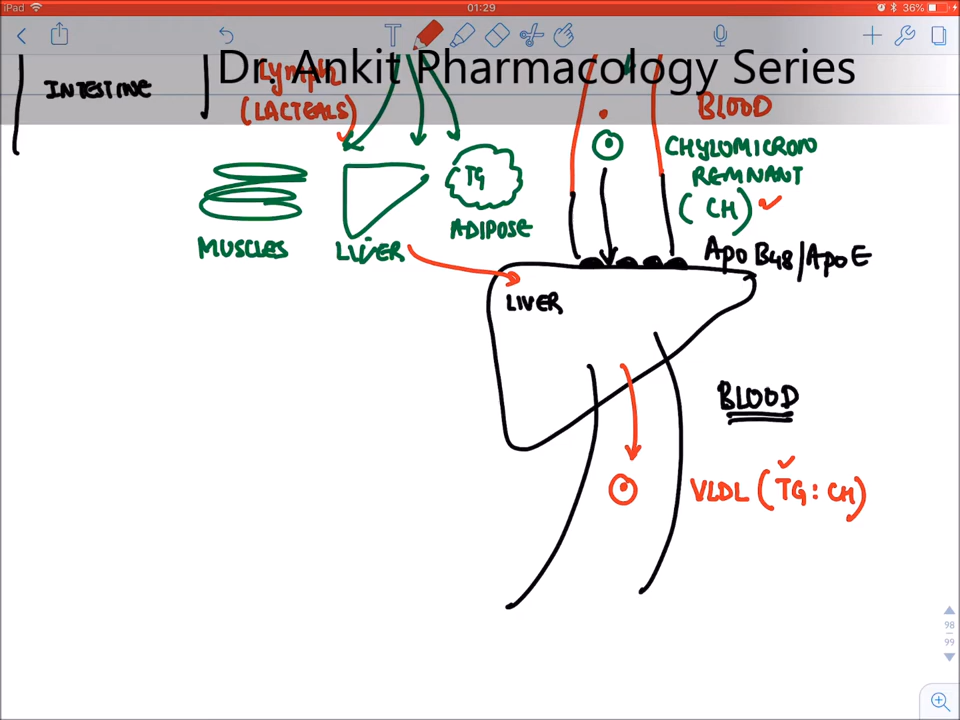 iPad
01:29
36%
T
Dr. Ankit Pharmacology Series
INTESTINE
Lymph
(LACTEALS)
BLOOD
CHYLOMICRON
REMNANT
(CH)
TG
ADIPOSE
MUSCLES
LIVER
Apo B48/Apo E
LIVER
BLOOD
VLDL (TG: CH)
98
99